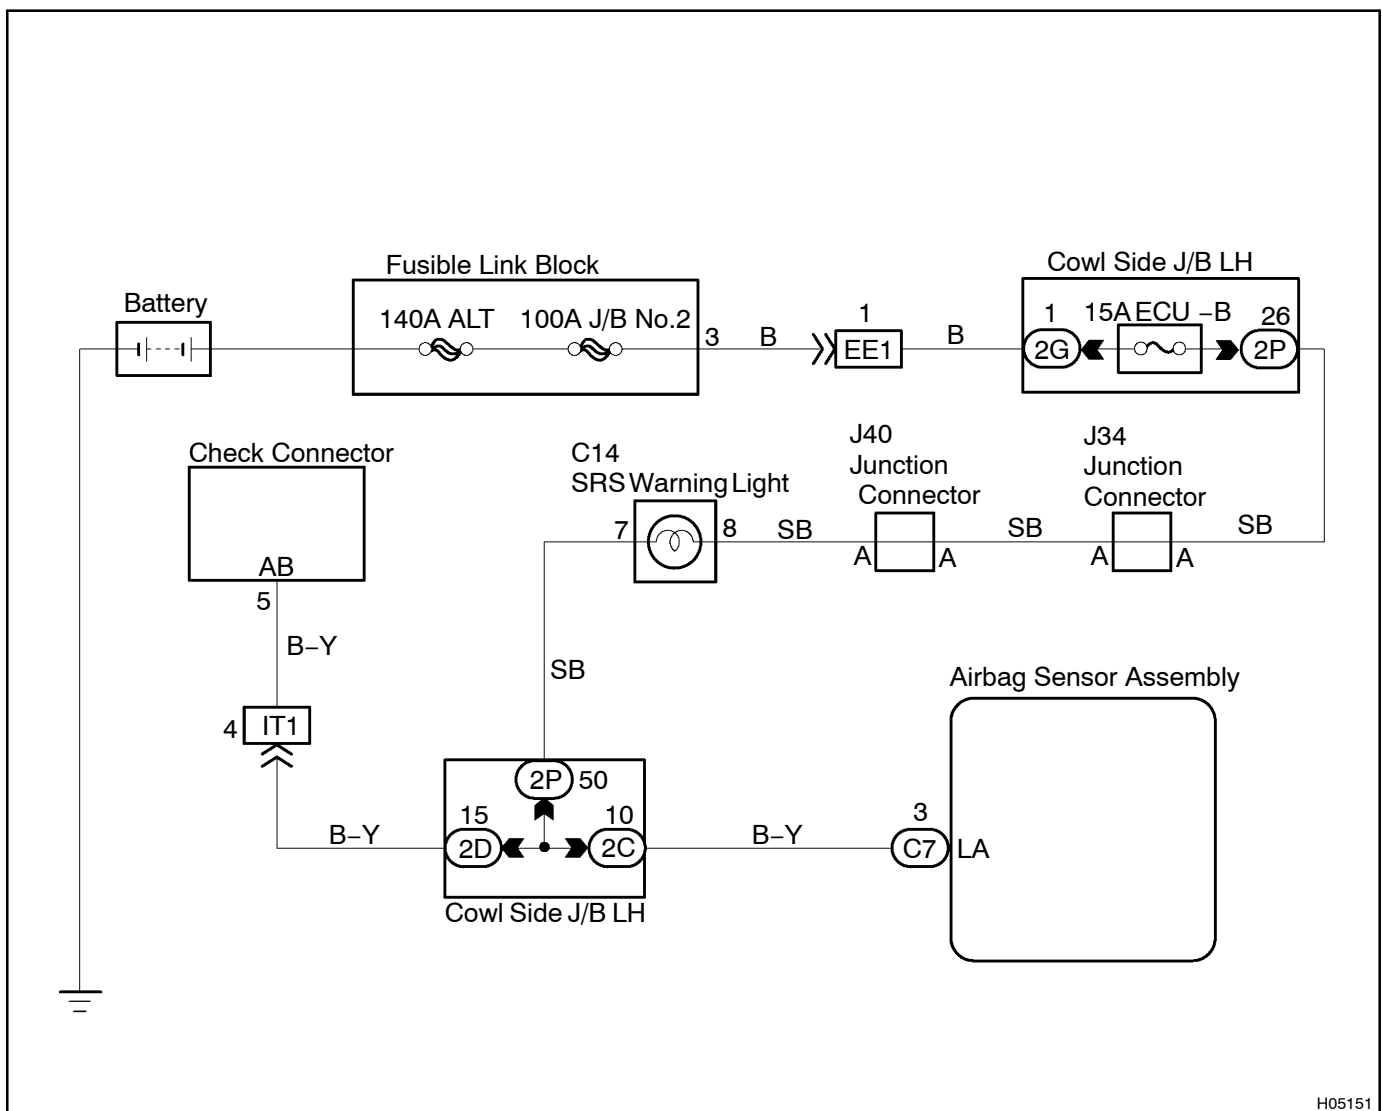 Fusible Link Block
Cowl Side J/B LH
Battery
140A ALT
100A J/B No.2
3
B
1
EE1
B
1
15A ECU −B
26
2G
2P
Check Connector
AB
5
B−Y
4
IT1
C14
SRS Warning Light
7
8
SB
J40
Junction
Connector
A
A
SB
J34
Junction
Connector
A
A
SB
SB
Airbag Sensor Assembly
2P
50
15
10
3
B−Y
2D
2C
B−Y
C7
LA
Cowl Side J/B LH
H05151